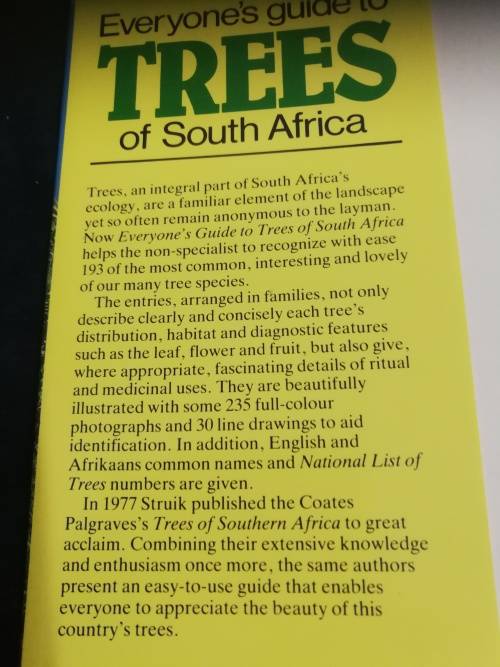 Everyone's guide to
TREES
of South Africa
Trees, an integral part of South Africa's
ecology, are a familiar element of the landscape
yet so often remain anonymous to the layman.
Now Everyone's Guide to Trees of South Africa
helps the non-specialist to recognize with ease
193 of the most common, interesting and lovely
of our many tree species.
The entries, arranged in families, not only
describe clearly and concisely each tree's
distribution, habitat and diagnostic features
such as the leaf, flower and fruit, but also give,
where appropriate, fascinating details of ritual
and medicinal uses. They are beautifully
illustrated with some 235 full-colour
photographs and 30 line drawings to aid
identification. In addition, English and
Afrikaans common names and National List of
Trees numbers are given.
In 1977 Struik published the Coates
Palgraves's Trees of Southern Africa to great
acclaim. Combining their extensive knowledge
and enthusiasm once more, the same authors
present an easy-to-use guide that enables
everyone to appreciate the beauty of this
country's trees.